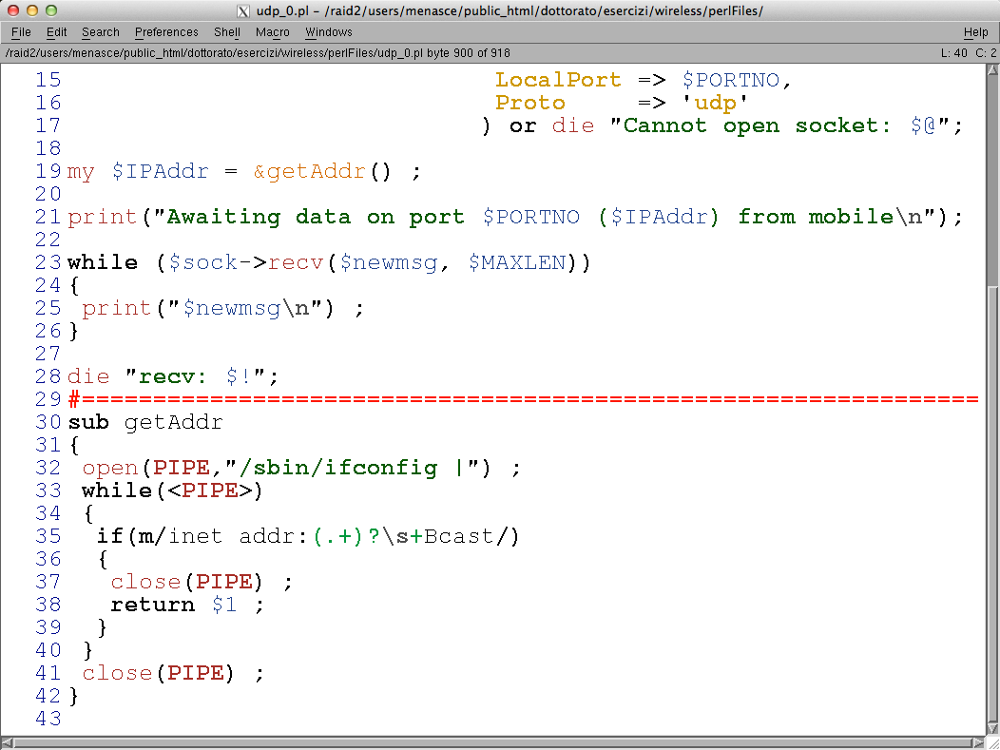 udp_0.pl - /raid2/users/menasce/public_html/dottorato/esercizi/wireless/perlFiles/
File Edit Search Preferences Shell Macro Windows Help
/raid2/users/menasce/public_html/dottorato/esercizi/wireless/perlFiles/udp_0.pl byte 900 of 918 L: 40 C: 2
15                               LocalPort => $PORTNO,
16                               Proto     => 'udp'
17                              ) or die "Cannot open socket: $@";
18
19 my $IPAddr = &getAddr() ;
20
21 print("Awaiting data on port $PORTNO ($IPAddr) from mobile\n");
22
23 while ($sock->recv($newmsg, $MAXLEN))
24 {
25  print("$newmsg\n") ;
26 }
27
28 die "recv: $!";
29 #================================================================
30 sub getAddr
31 {
32  open(PIPE,"/sbin/ifconfig |") ;
33  while(<PIPE>)
34  {
35   if(m/inet addr:(.+)?\s+Bcast/)
36   {
37    close(PIPE) ;
38    return $1 ;
39   }
40  }
41  close(PIPE) ;
42 }
43